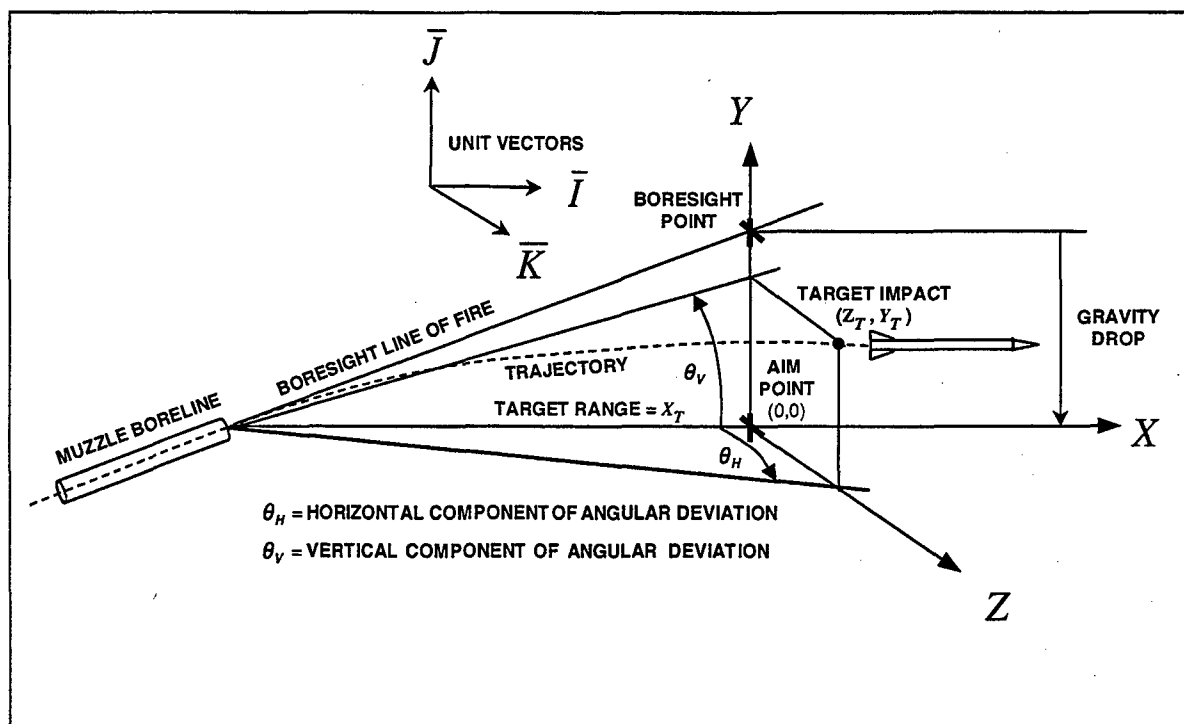 J
UNIT VECTORS
I
K
Y
BORESIGHT
POINT
TARGET IMPACT
(Z_T, Y_T)
GRAVITY
DROP
BORESIGHT LINE OF FIRE
MUZZLE BORELINE
TRAJECTORY
θ_V
AIM
POINT
(0,0)
TARGET RANGE = X_T
X
θ_H
θ_H = HORIZONTAL COMPONENT OF ANGULAR DEVIATION
θ_V = VERTICAL COMPONENT OF ANGULAR DEVIATION
Z